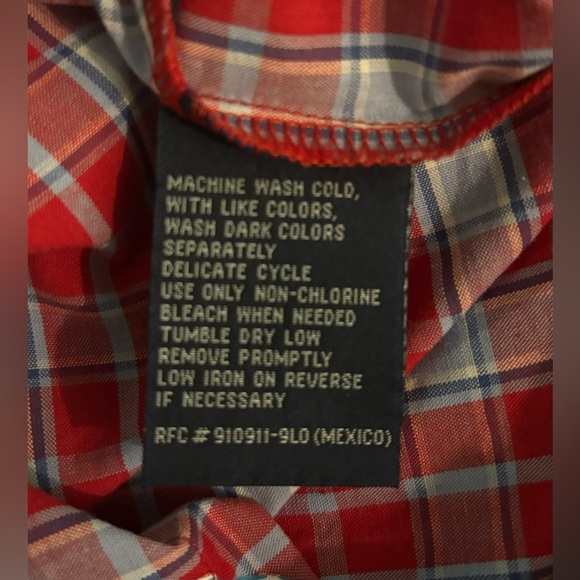 MACHINE WASH COLD,
WITH LIKE COLORS,
WASH DARK COLORS
SEPARATELY
DELICATE CYCLE
USE ONLY NON-CHLORINE
BLEACH WHEN NEEDED
TUMBLE DRY LOW
REMOVE PROMPTLY
LOW IRON ON REVERSE
IF NECESSARY
RFC # 910911-9L0 (MEXICO)